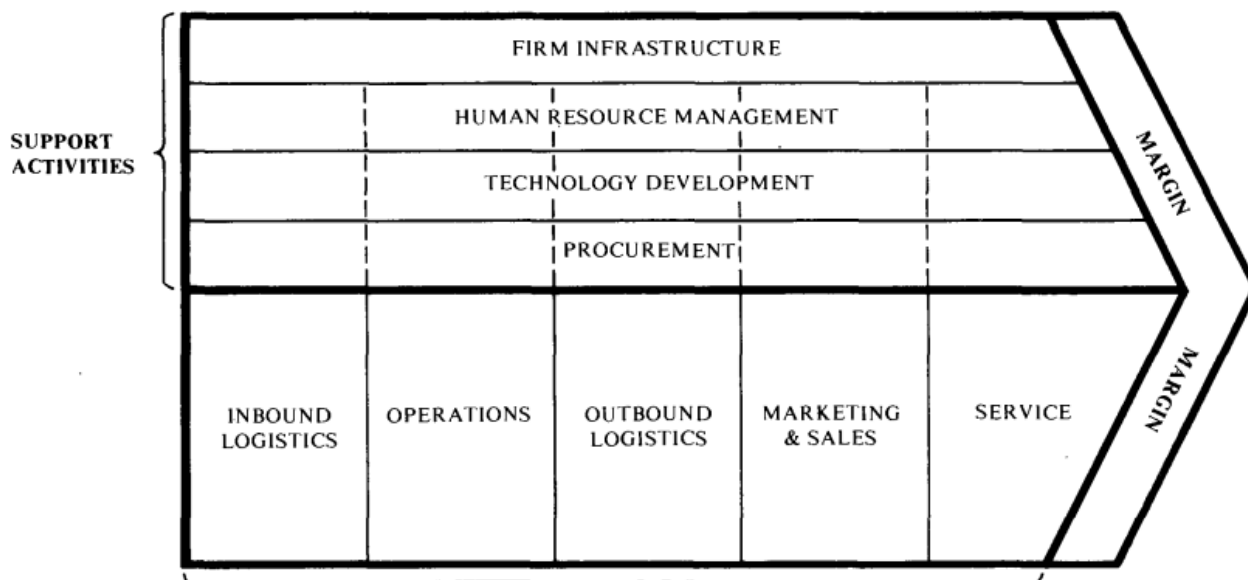 FIRM INFRASTRUCTURE
HUMAN RESOURCE MANAGEMENT
SUPPORT
ACTIVITIES
TECHNOLOGY DEVELOPMENT
PROCUREMENT
MARGIN
INBOUND
LOGISTICS
OPERATIONS
OUTBOUND
LOGISTICS
MARKETING
& SALES
SERVICE
MARGIN